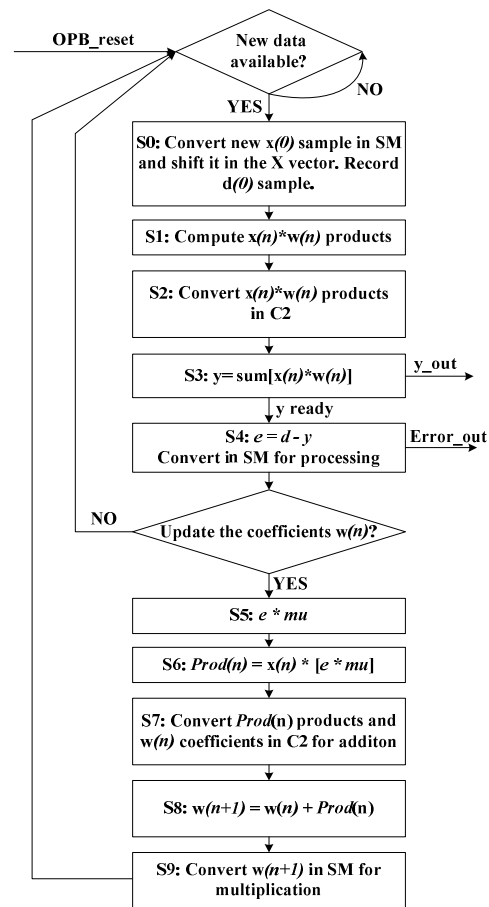 OPB_reset
New data
available?
NO
YES
S0: Convert new x(0) sample in SM
and shift it in the X vector. Record
d(0) sample.
S1: Compute x(n)*w(n) products
S2: Convert x(n)*w(n) products
in C2
S3: y= sum[x(n)*w(n)]
y_out
y ready
S4: e = d - y
Convert in SM for processing
Error_out
NO
Update the coefficients w(n)?
YES
S5: e * mu
S6: Prod(n) = x(n) * [e * mu]
S7: Convert Prod(n) products and
w(n) coefficients in C2 for additon
S8: w(n+1) = w(n) + Prod(n)
S9: Convert w(n+1) in SM for
multiplication